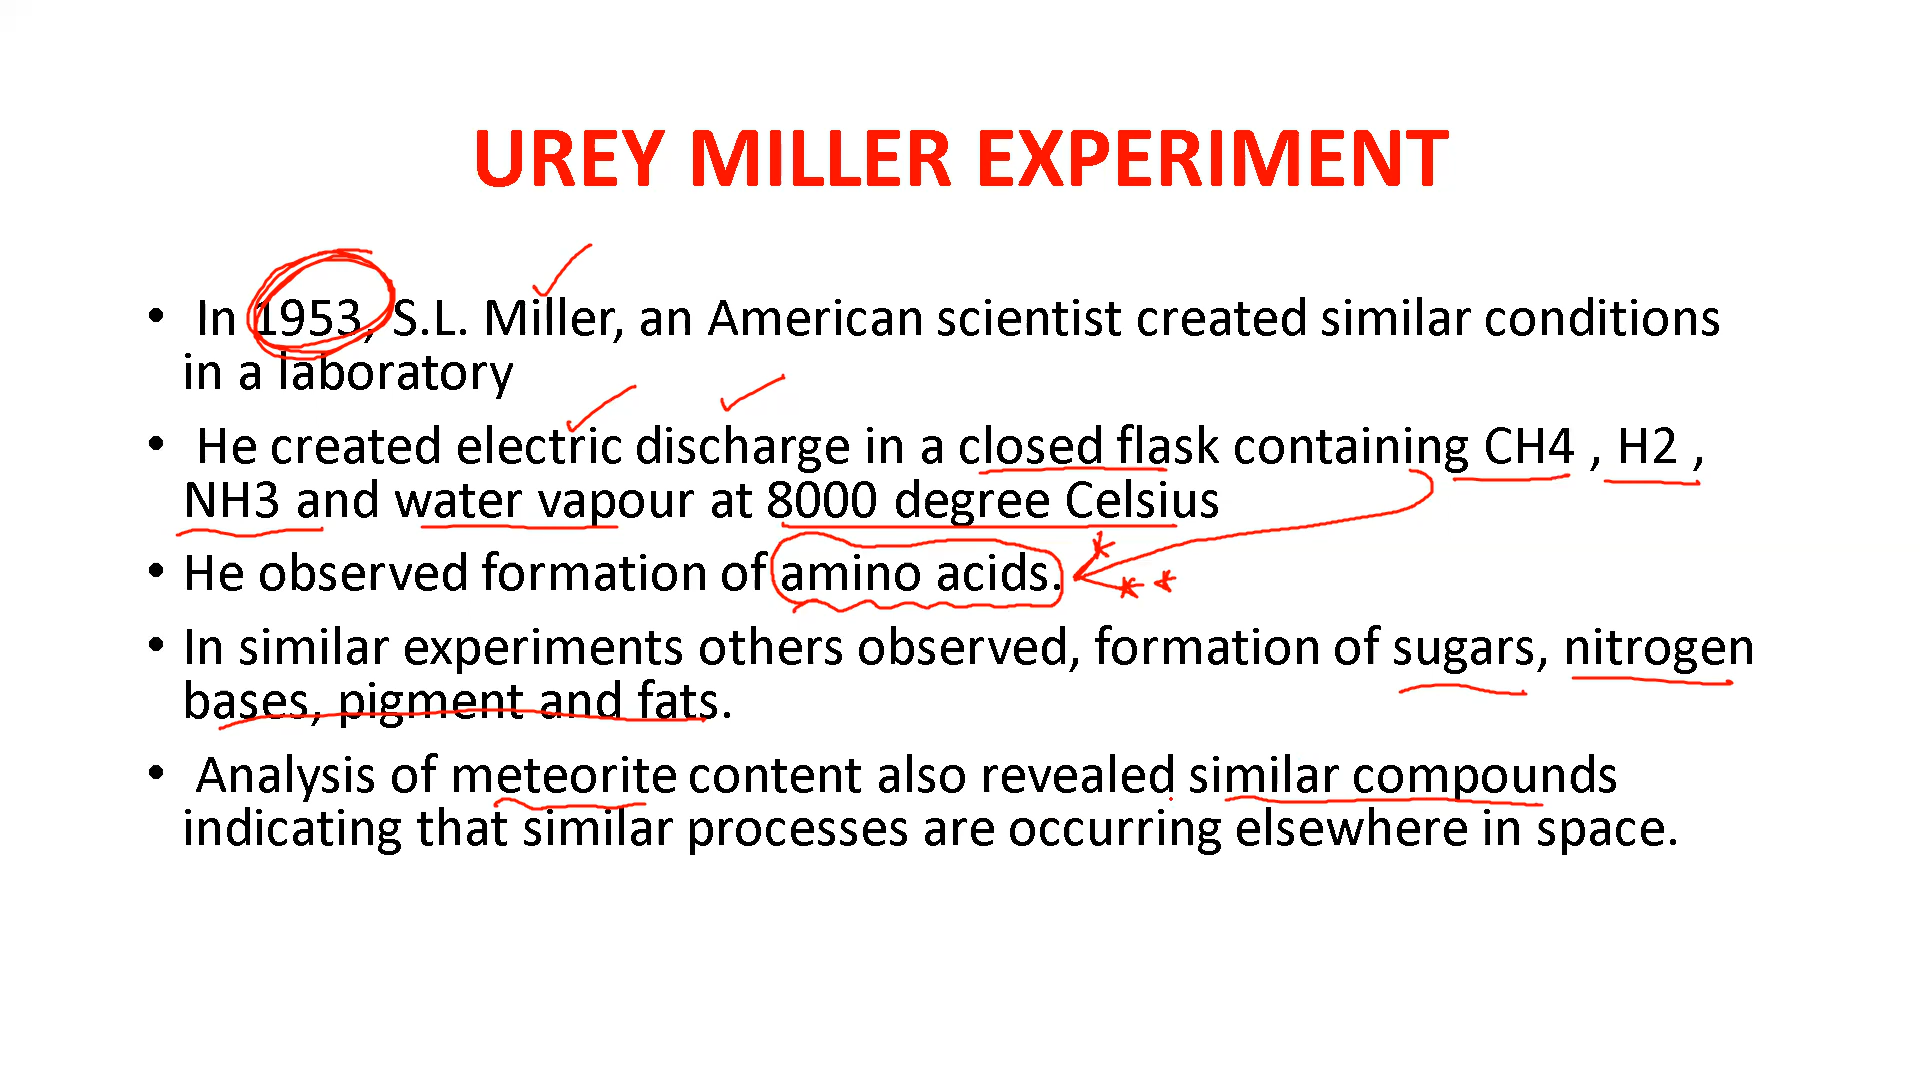 UREY MILLER EXPERIMENT
• In 1953, S.L. Miller, an American scientist created similar conditions
in a laboratory
• He created electric discharge in a closed flask containing CH4 , H2 ,
NH3 and water vapour at 8000 degree Celsius
• He observed formation of amino acids.
• In similar experiments others observed, formation of sugars, nitrogen
bases, pigment and fats.
• Analysis of meteorite content also revealed similar compounds
indicating that similar processes are occurring elsewhere in space.